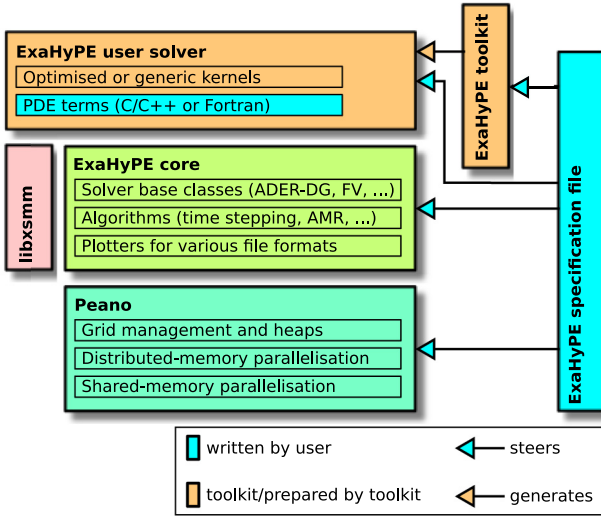 ExaHyPE user solver
Optimised or generic kernels
PDE terms (C/C++ or Fortran)
ExaHyPE toolkit
ExaHyPE specification file
libxsmm
ExaHyPE core
Solver base classes (ADER-DG, FV, ...)
Algorithms (time stepping, AMR, ...)
Plotters for various file formats
Peano
Grid management and heaps
Distributed-memory parallelisation
Shared-memory parallelisation
written by user
steers
toolkit/prepared by toolkit
generates